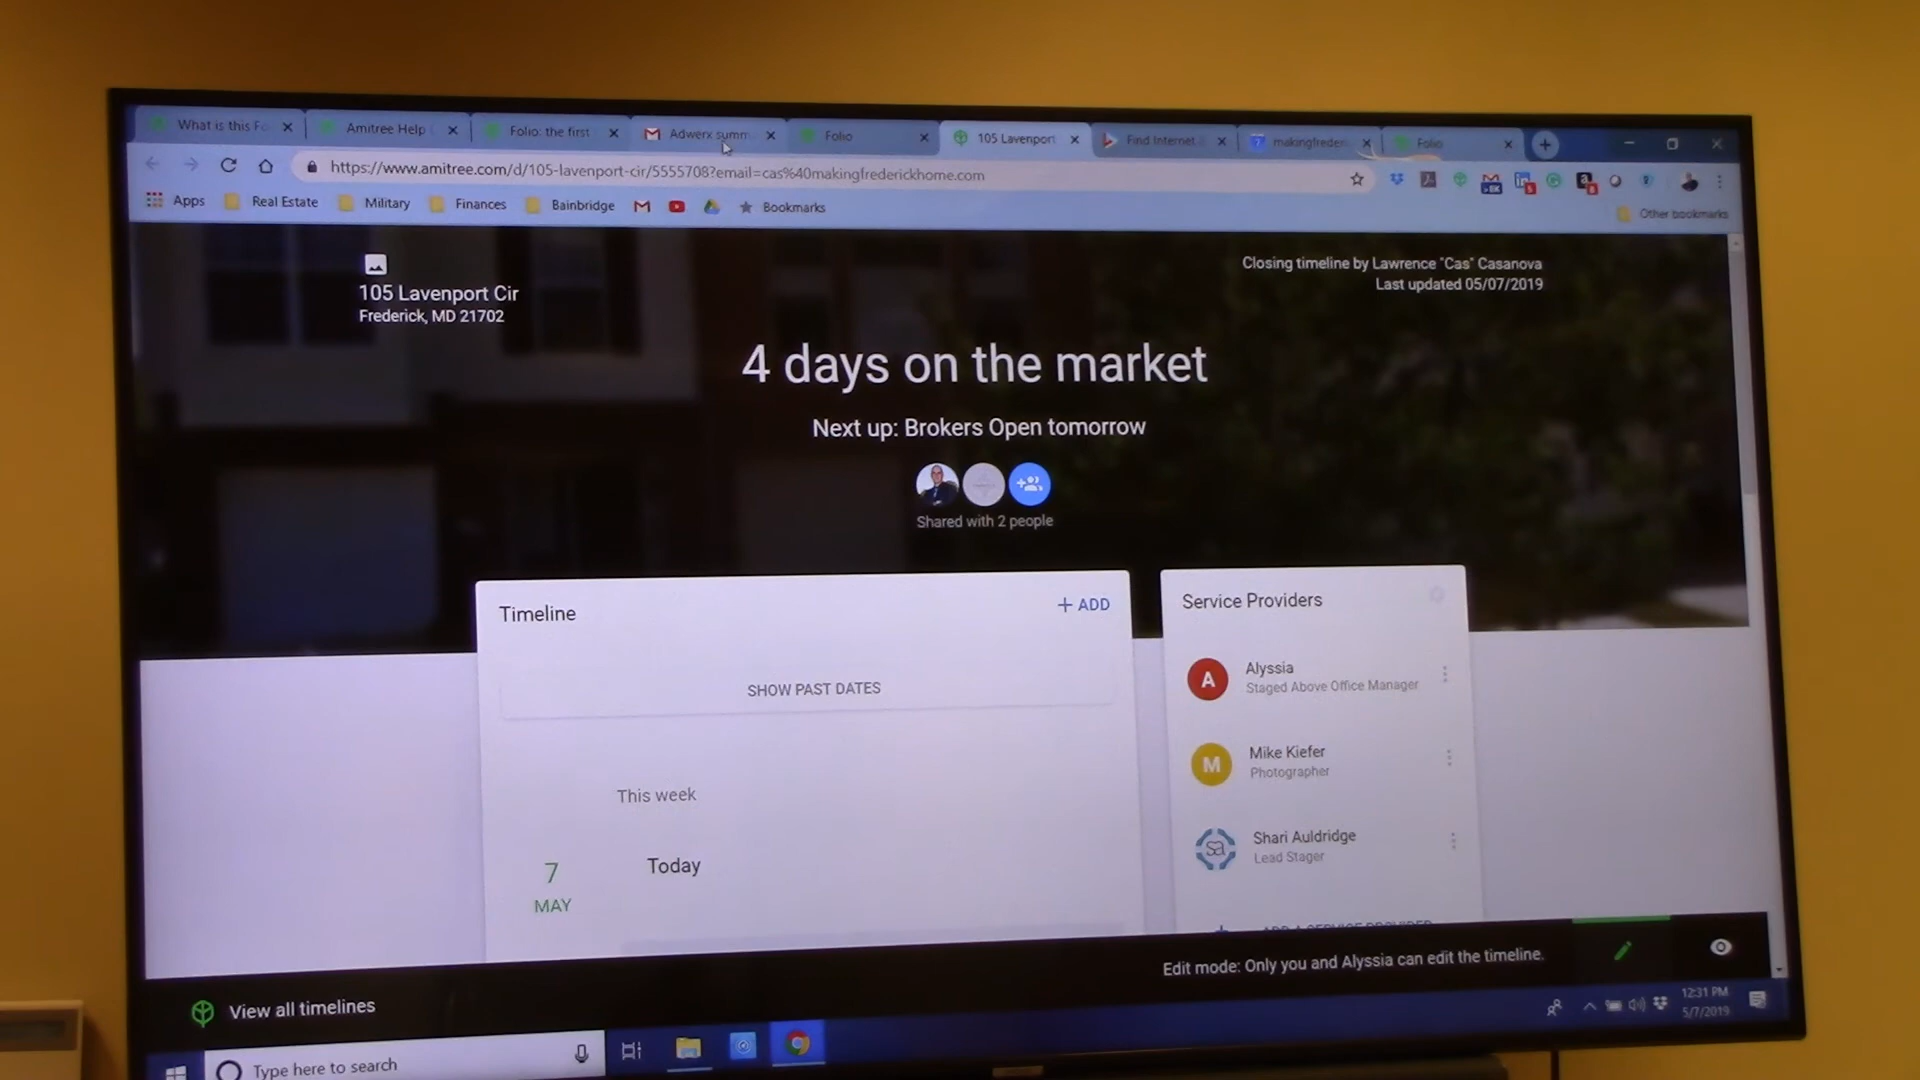 What is this Fo
Amitree Help
Folio: the first
Adwerx summ
Folio
105 Lavenport
Find Internet
makingfreder
Folio
https://www.amitree.com/d/105-lavenport-cir/5555708?email=cas%40makingfrederickhome.com
Apps
Real Estate
Military
Finances
Bainbridge
Bookmarks
Other bookmarks
105 Lavenport Cir
Frederick, MD 21702
Closing timeline by Lawrence "Cas" Casanova
Last updated 05/07/2019
4 days on the market
Next up: Brokers Open tomorrow
Shared with 2 people
Timeline
+ ADD
SHOW PAST DATES
This week
7
MAY
Today
Service Providers
A
Alyssia
Staged Above Office Manager
M
Mike Kiefer
Photographer
sa
Shari Auldridge
Lead Stager
ADD A SERVICE PROVIDER
Edit mode: Only you and Alyssia can edit the timeline.
View all timelines
Type here to search
12:31 PM
5/7/2019